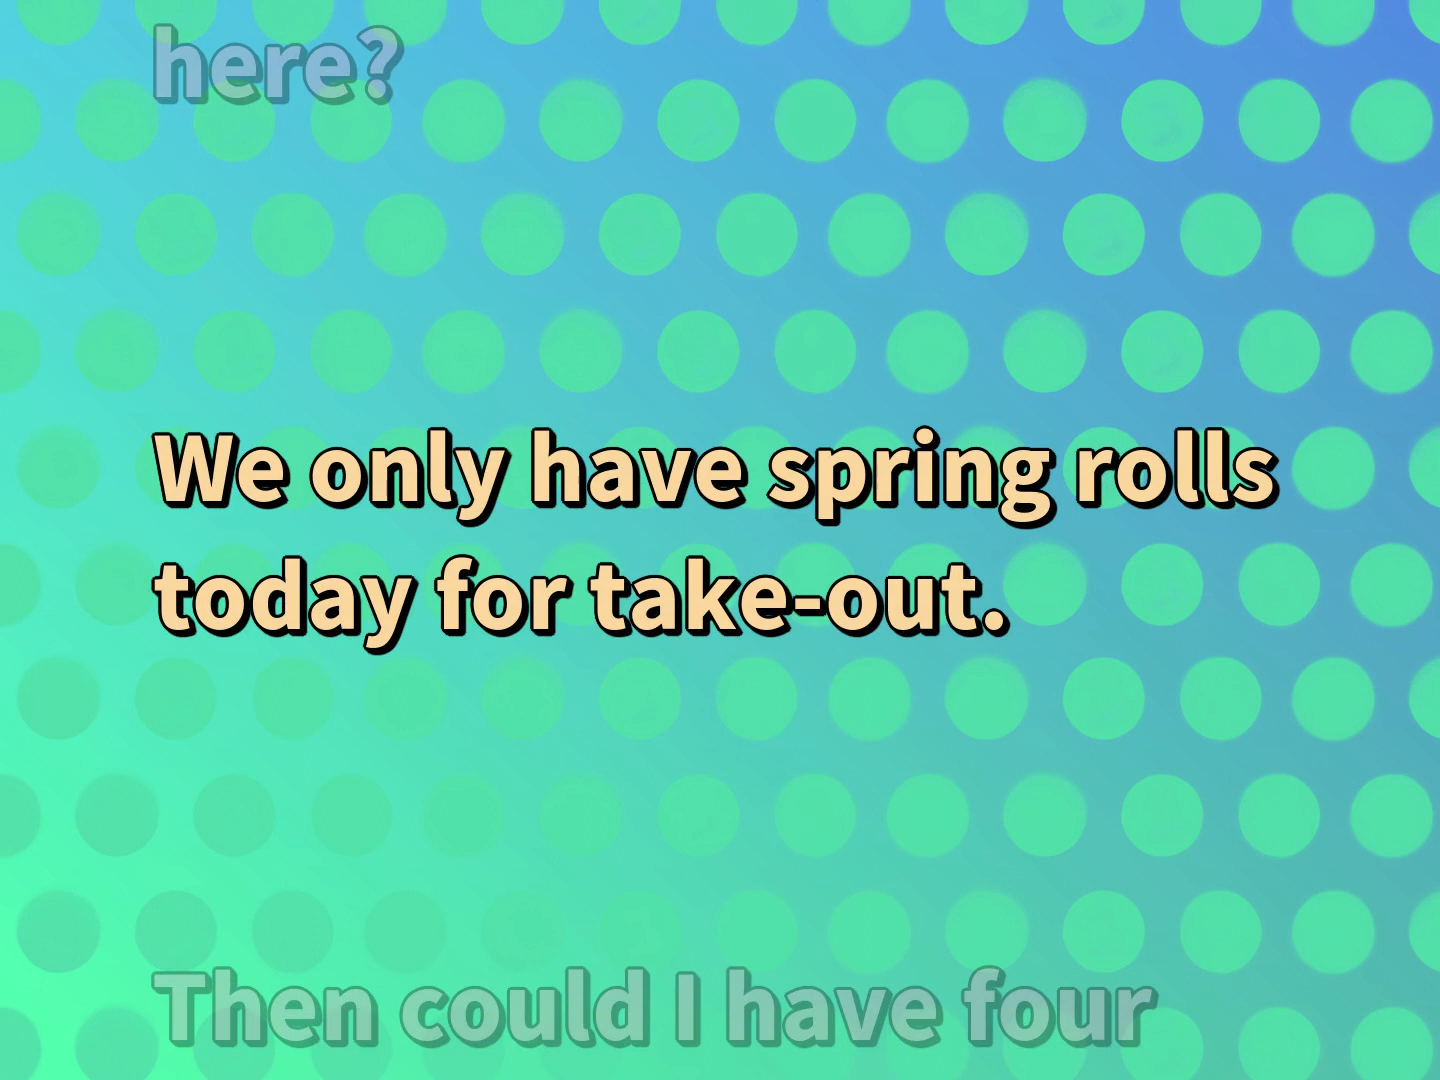 here?
We only have spring rolls
today for take-out.
Then could I have four